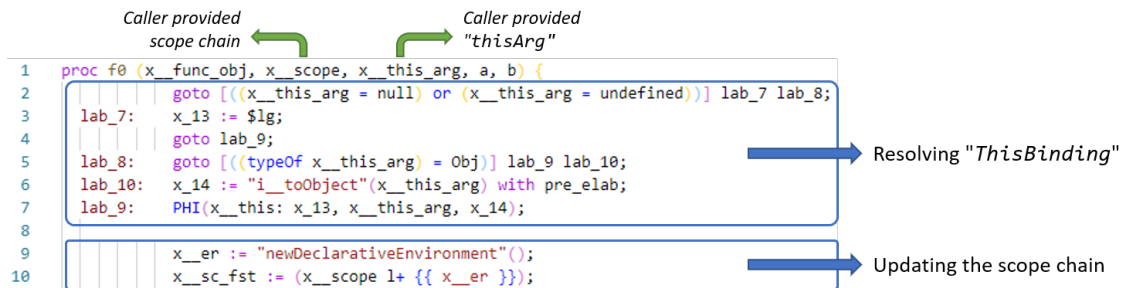 Caller provided
scope chain
Caller provided
"thisArg"
1 proc f0 (x__func_obj, x__scope, x__this_arg, a, b) {
2 goto [((x__this_arg = null) or (x__this_arg = undefined))] lab_7 lab_8;
3 lab_7: x_13 := $lg;
4 goto lab_9;
5 lab_8: goto [((typeOf x__this_arg) = Obj)] lab_9 lab_10;
6 lab_10: x_14 := "i__toObject"(x__this_arg) with pre_elab;
7 lab_9: PHI(x__this: x_13, x__this_arg, x_14);
8
9 x__er := "newDeclarativeEnvironment"();
10 x__sc_fst := (x__scope l+ {{ x__er }});
Resolving "ThisBinding"
Updating the scope chain